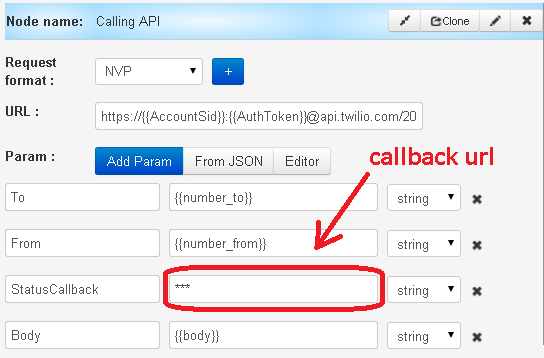 Node name: Calling API Clone
Request format : NVP +
URL : https://{{AccountSid}}:{{AuthToken}}@api.twilio.com/20
Param : Add Param From JSON Editor
callback url
To {{number_to}} string
From {{number_from}} string
StatusCallback *** string
Body {{body}} string